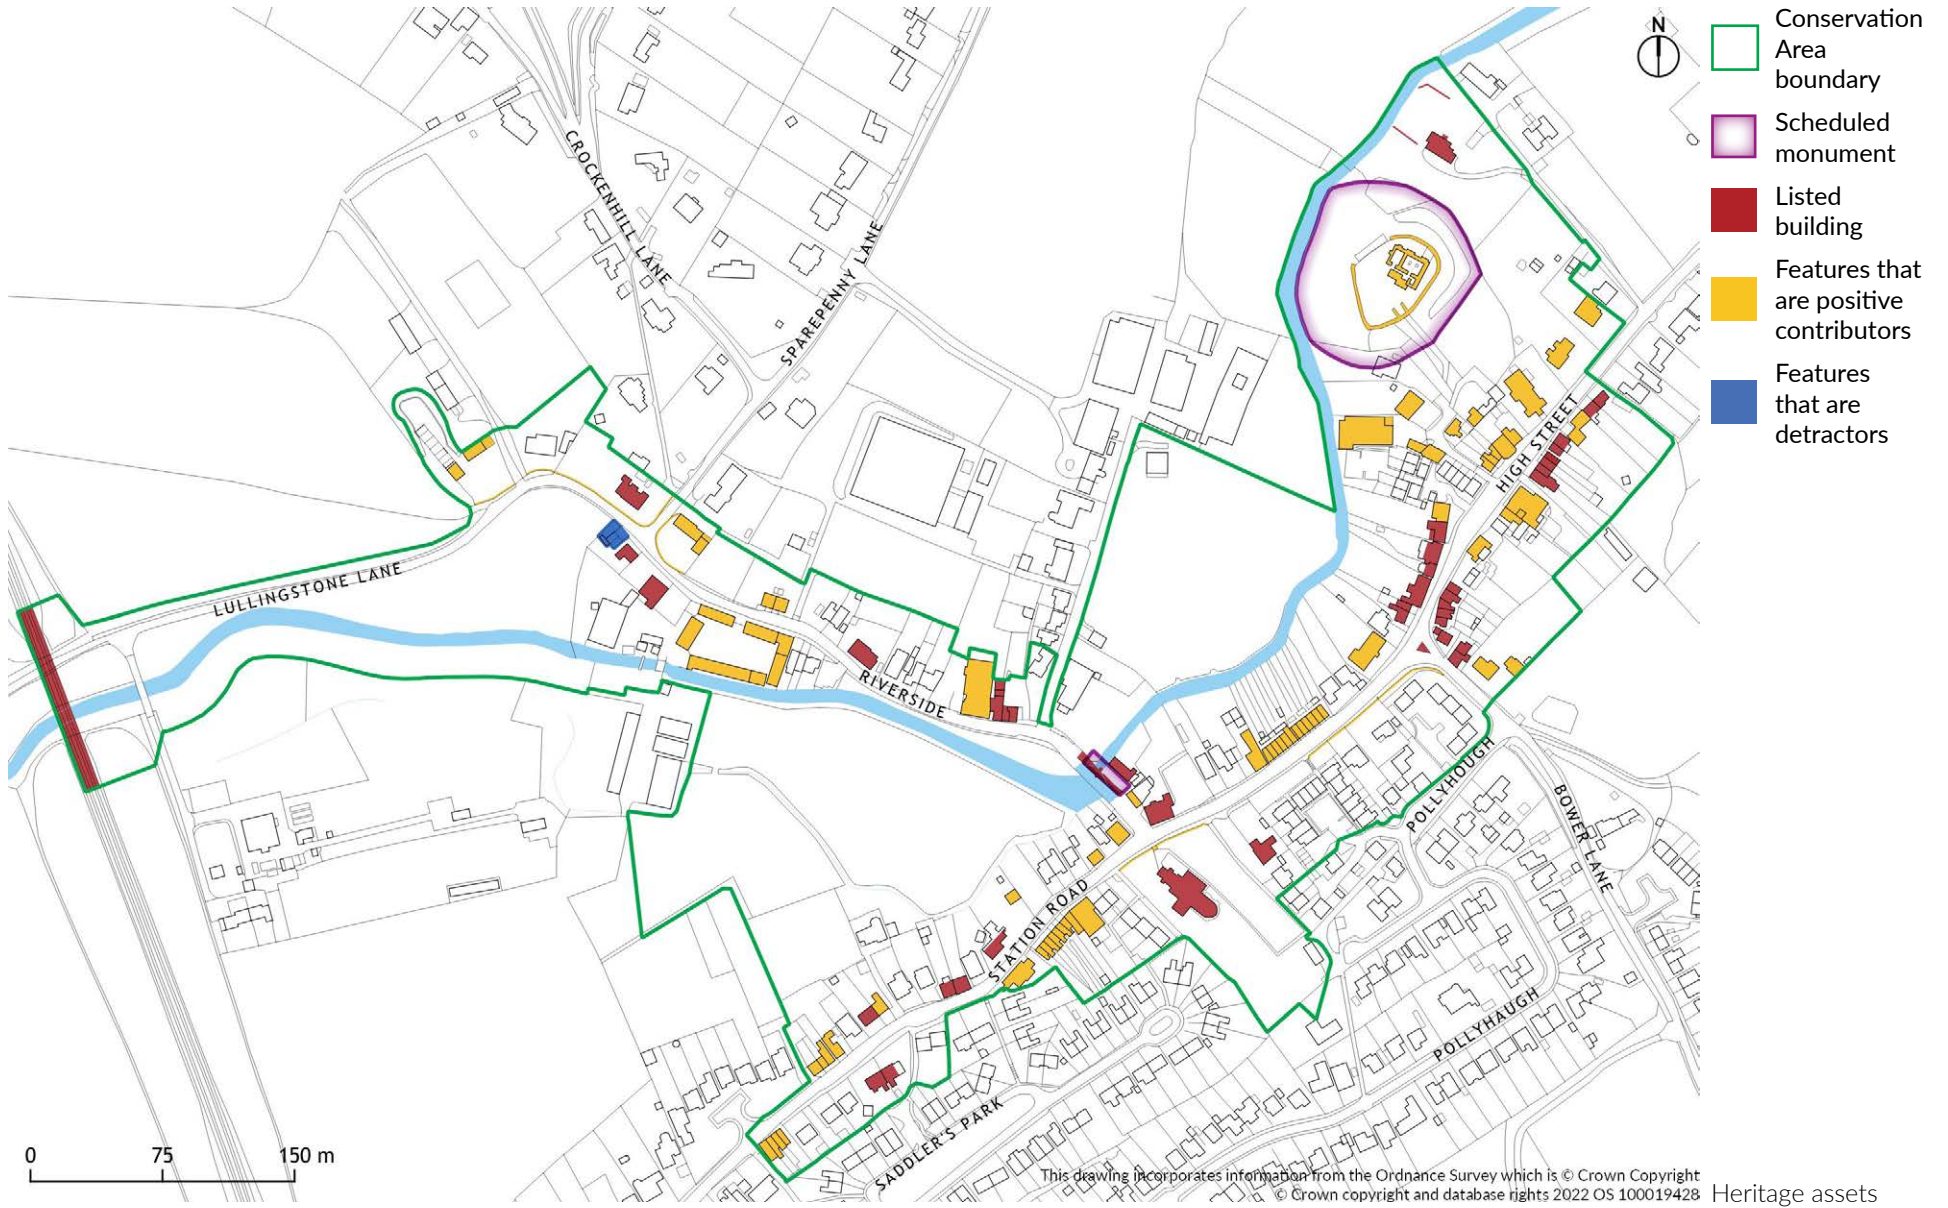 N
Conservation
Area
boundary
Scheduled
monument
Listed
building
Features that
are positive
contributors
Features
that are
detractors
CROCKENHILL LANE
SPAREPENNY LANE
HIGH STREET
LULLINGSTONE LANE
RIVERSIDE
POLLYHOUGH
BOWER LANE
STATION ROAD
POLLYHAUGH
SADDLER'S PARK
0 75 150 m
This drawing incorporates information from the Ordnance Survey which is © Crown Copyright
© Crown copyright and database rights 2022 OS 100019428
Heritage assets